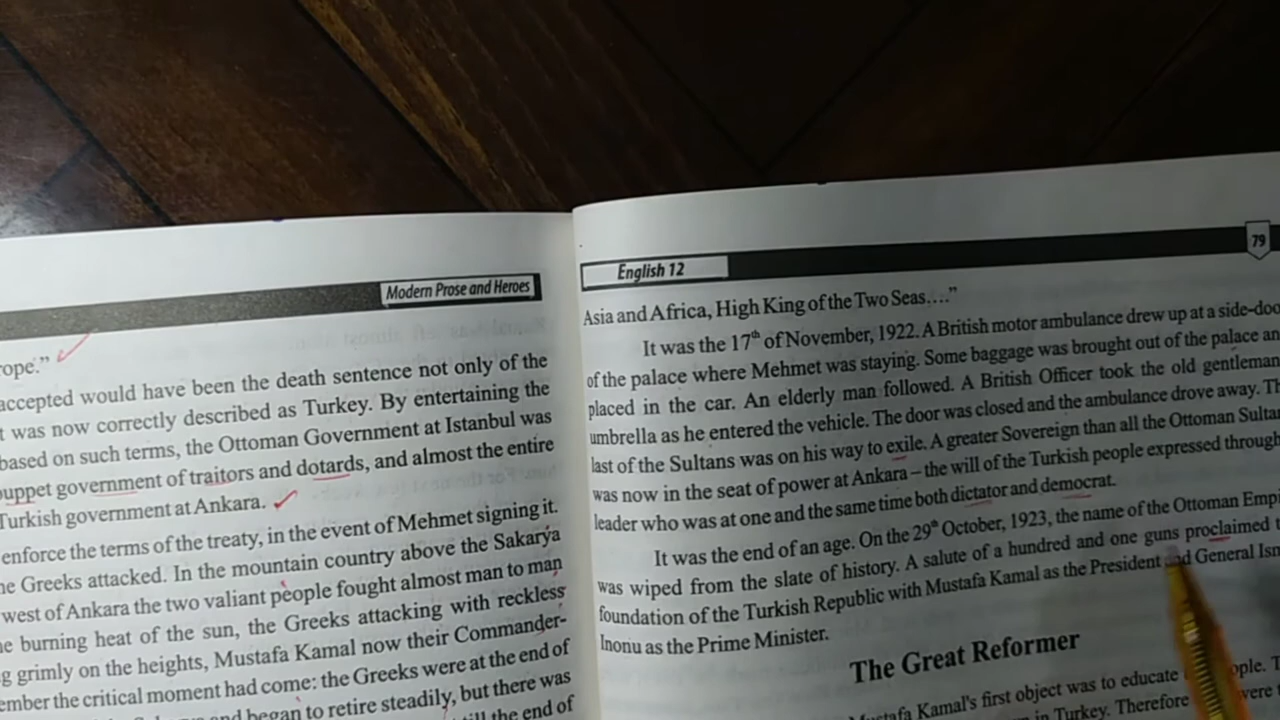 Modern Prose and Heroes
rope."
accepted would have been the death sentence not only of the
t was now correctly described as Turkey. By entertaining the
based on such terms, the Ottoman Government at Istanbul was
puppet government of traitors and dotards, and almost the entire
Turkish government at Ankara.
enforce the terms of the treaty, in the event of Mehmet signing it.
he Greeks attacked. In the mountain country above the Sakarya
west of Ankara the two valiant people fought almost man to man
he burning heat of the sun, the Greeks attacking with reckless
g grimly on the heights, Mustafa Kamal now their Commander-
ember the critical moment had come: the Greeks were at the end of
and began to retire steadily, but there was
till the end of
English 12
79
Asia and Africa, High King of the Two Seas...."
It was the 17th of November, 1922. A British motor ambulance drew up at a side-doo
of the palace where Mehmet was staying. Some baggage was brought out of the palace an
placed in the car. An elderly man followed. A British Officer took the old gentleman
umbrella as he entered the vehicle. The door was closed and the ambulance drove away. Th
last of the Sultans was on his way to exile. A greater Sovereign than all the Ottoman Sulta
was now in the seat of power at Ankara – the will of the Turkish people expressed through
leader who was at one and the same time both dictator and democrat.
It was the end of an age. On the 29th October, 1923, the name of the Ottoman Empi
was wiped from the slate of history. A salute of a hundred and one guns proclaimed t
foundation of the Turkish Republic with Mustafa Kamal as the President and General Ism
Inonu as the Prime Minister.
The Great Reformer
Mustafa Kamal's first object was to educate ople. T
in Turkey. Therefore were